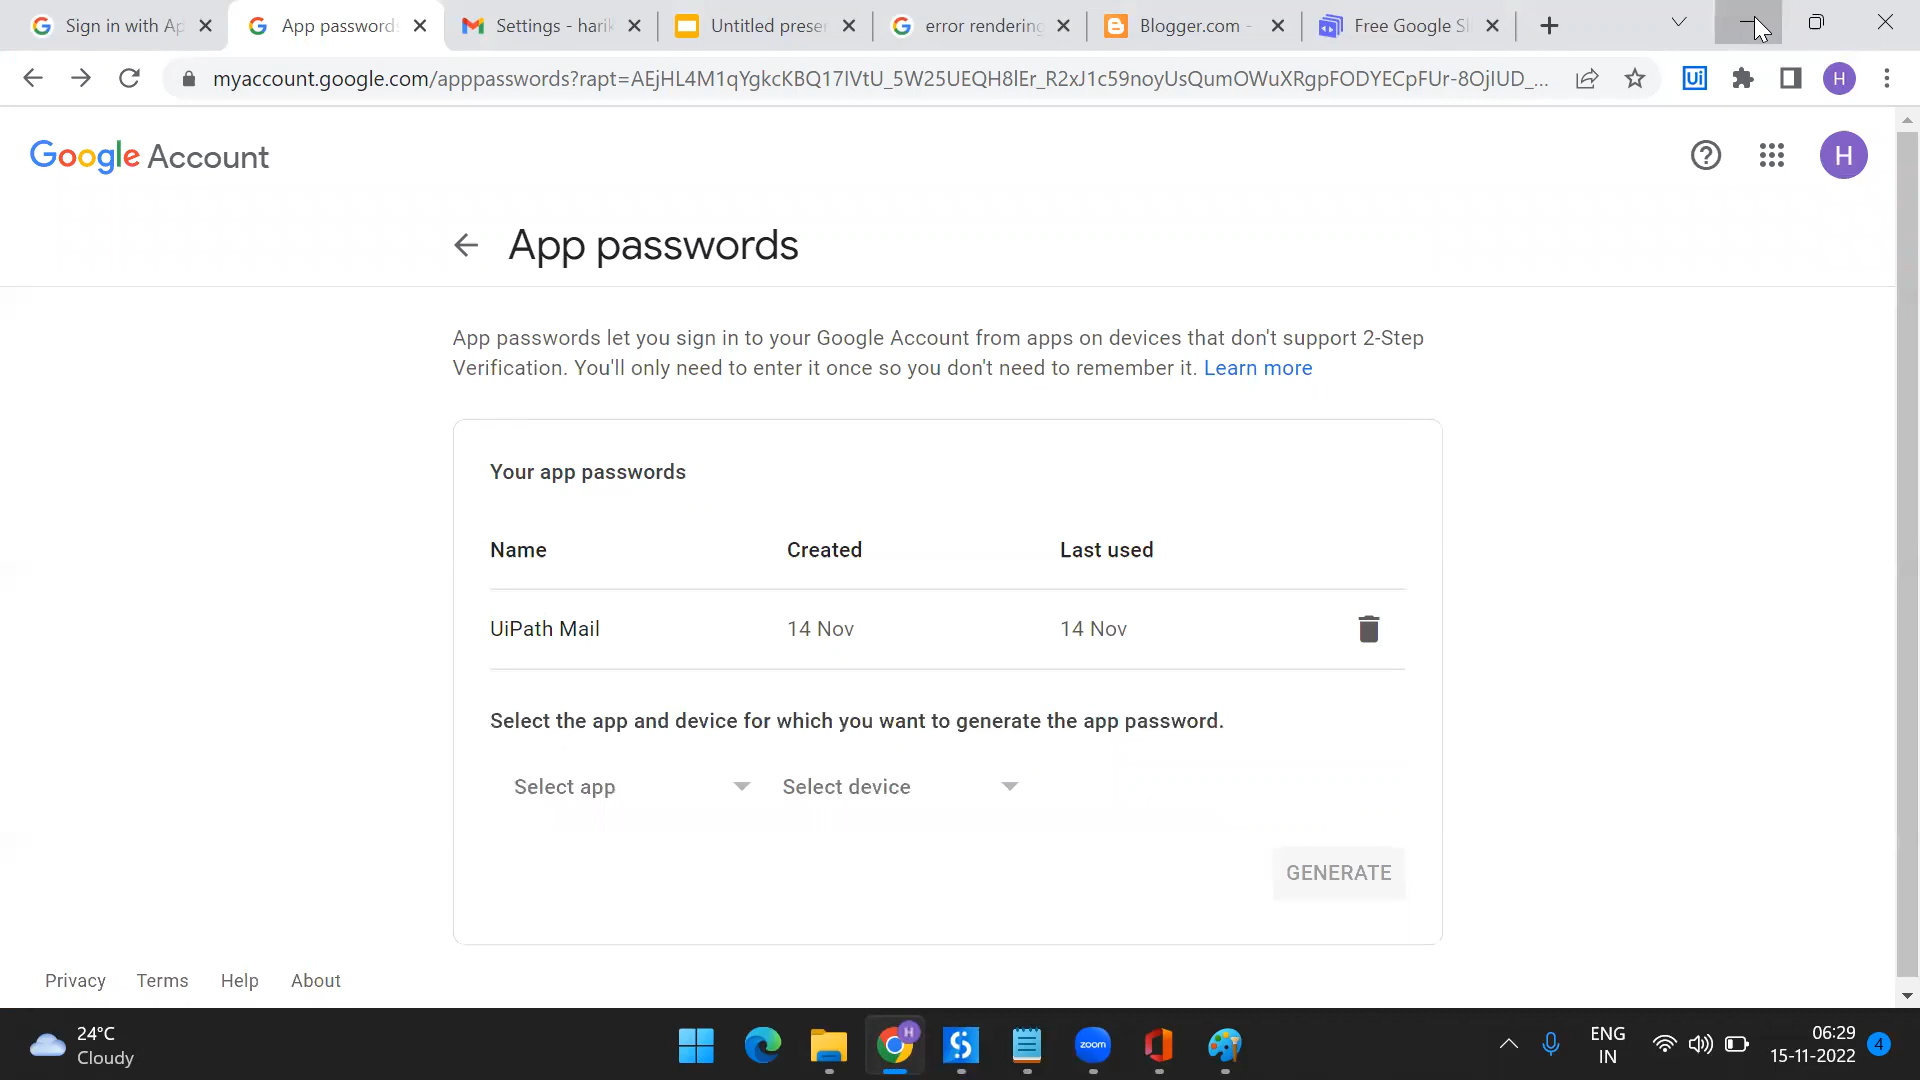 Sign in with Ap
App passwords
Settings - harik
Untitled presen
error rendering
Blogger.com -
Free Google Sl
myaccount.google.com/apppasswords?rapt=
Ui
H
Google Account
H
App passwords
App passwords let you sign in to your Google Account from apps on devices that don't support 2-Step
Verification. You'll only need to enter it once so you don't need to remember it. Learn more
Your app passwords
Name Created Last used
UiPath Mail 14 Nov 14 Nov
Select the app and device for which you want to generate the app password.
Select app Select device
GENERATE
Privacy Terms Help About
24°C
Cloudy
H
zoom
ENG
IN
06:29
15-11-2022
4